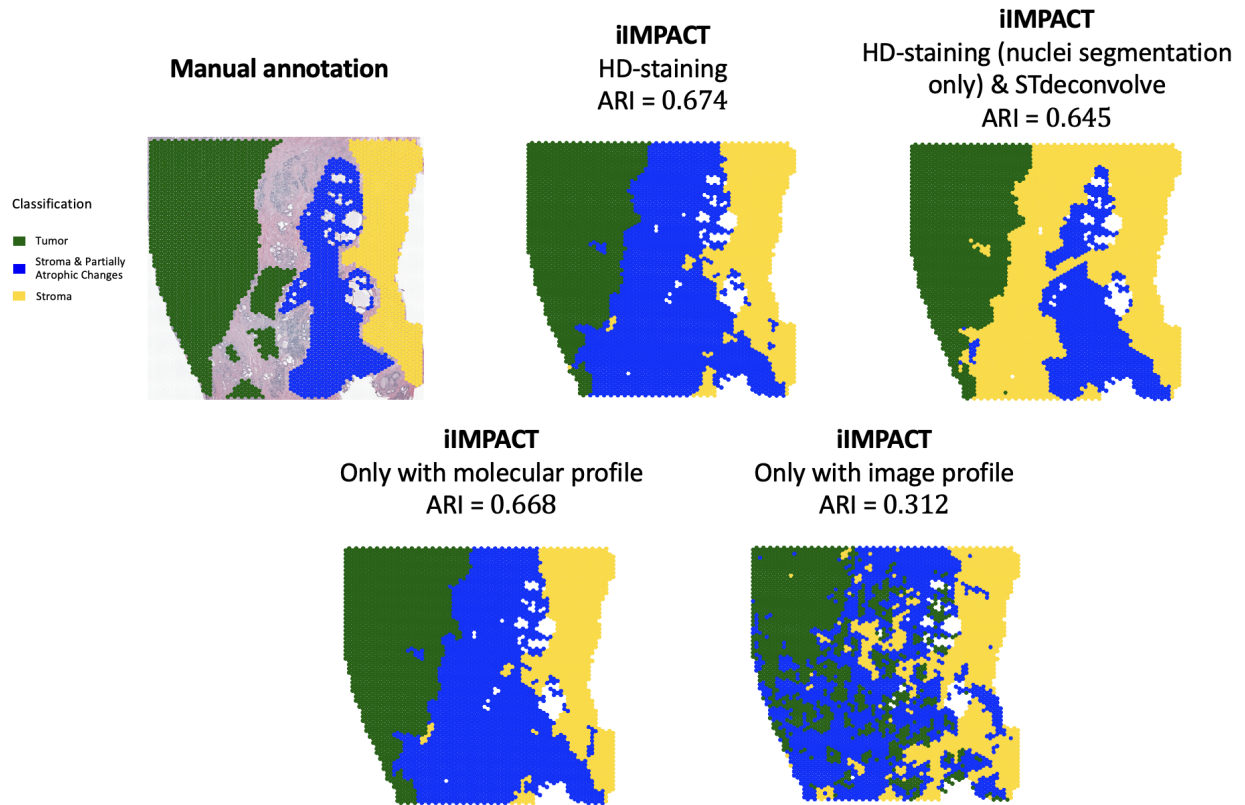 Manual annotation
Classification
Tumor
Stroma & Partially
Atrophic Changes
Stroma
iIMPACT
HD-staining
ARI = 0.674
iIMPACT
HD-staining (nuclei segmentation
only) & STdeconvolve
ARI = 0.645
iIMPACT
Only with molecular profile
ARI = 0.668
iIMPACT
Only with image profile
ARI = 0.312